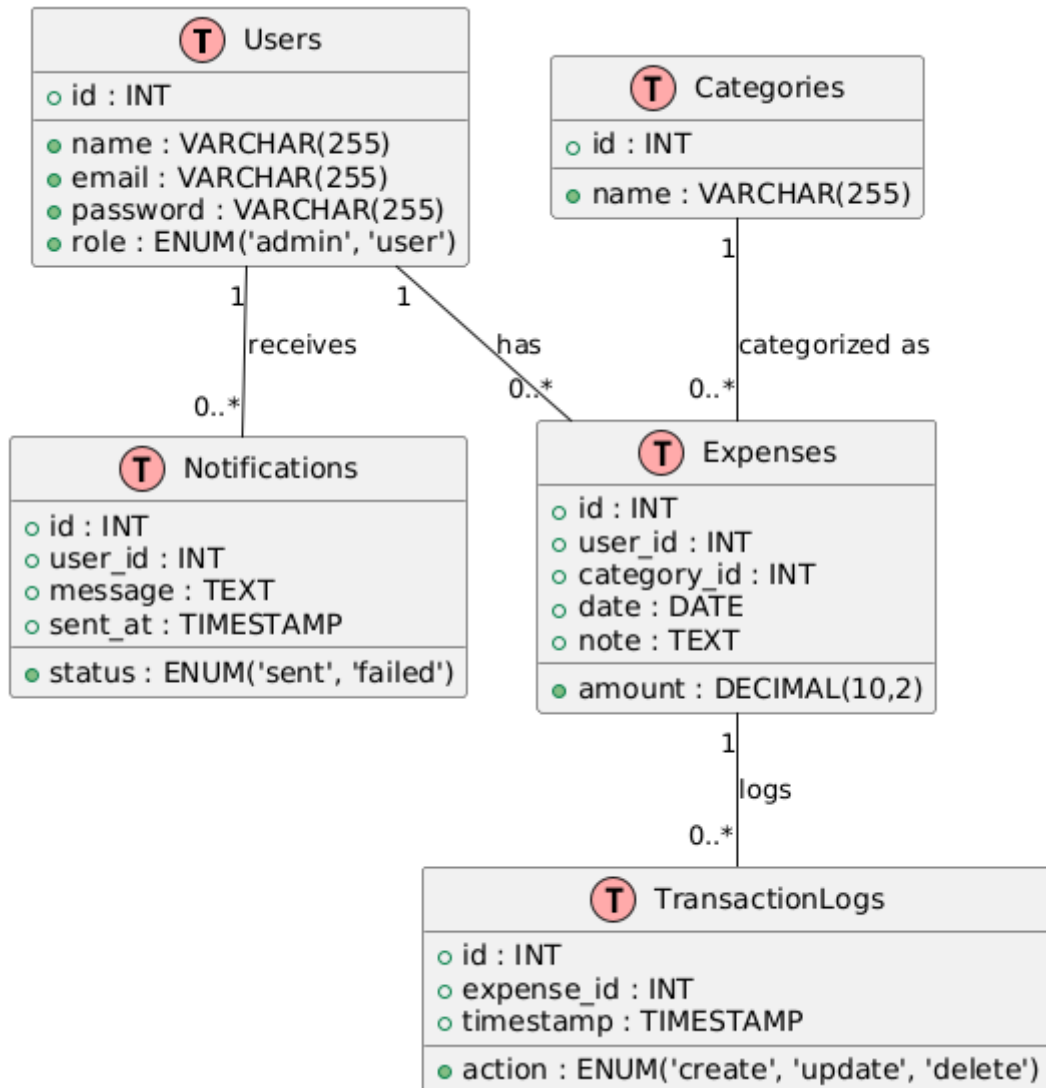 T Users
id : INT
name : VARCHAR(255)
email : VARCHAR(255)
password : VARCHAR(255)
role : ENUM('admin', 'user')
T Categories
id : INT
name : VARCHAR(255)
1
receives
0..*
1
has
0..*
1
categorized as
0..*
T Notifications
id : INT
user_id : INT
message : TEXT
sent_at : TIMESTAMP
status : ENUM('sent', 'failed')
T Expenses
id : INT
user_id : INT
category_id : INT
date : DATE
note : TEXT
amount : DECIMAL(10,2)
1
logs
0..*
T TransactionLogs
id : INT
expense_id : INT
timestamp : TIMESTAMP
action : ENUM('create', 'update', 'delete')